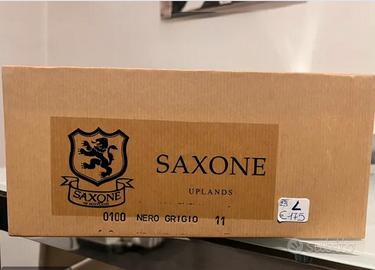 SAXONE
UPLANDS
SAXONE
0100 NERO GRIGIO 11
L
€175